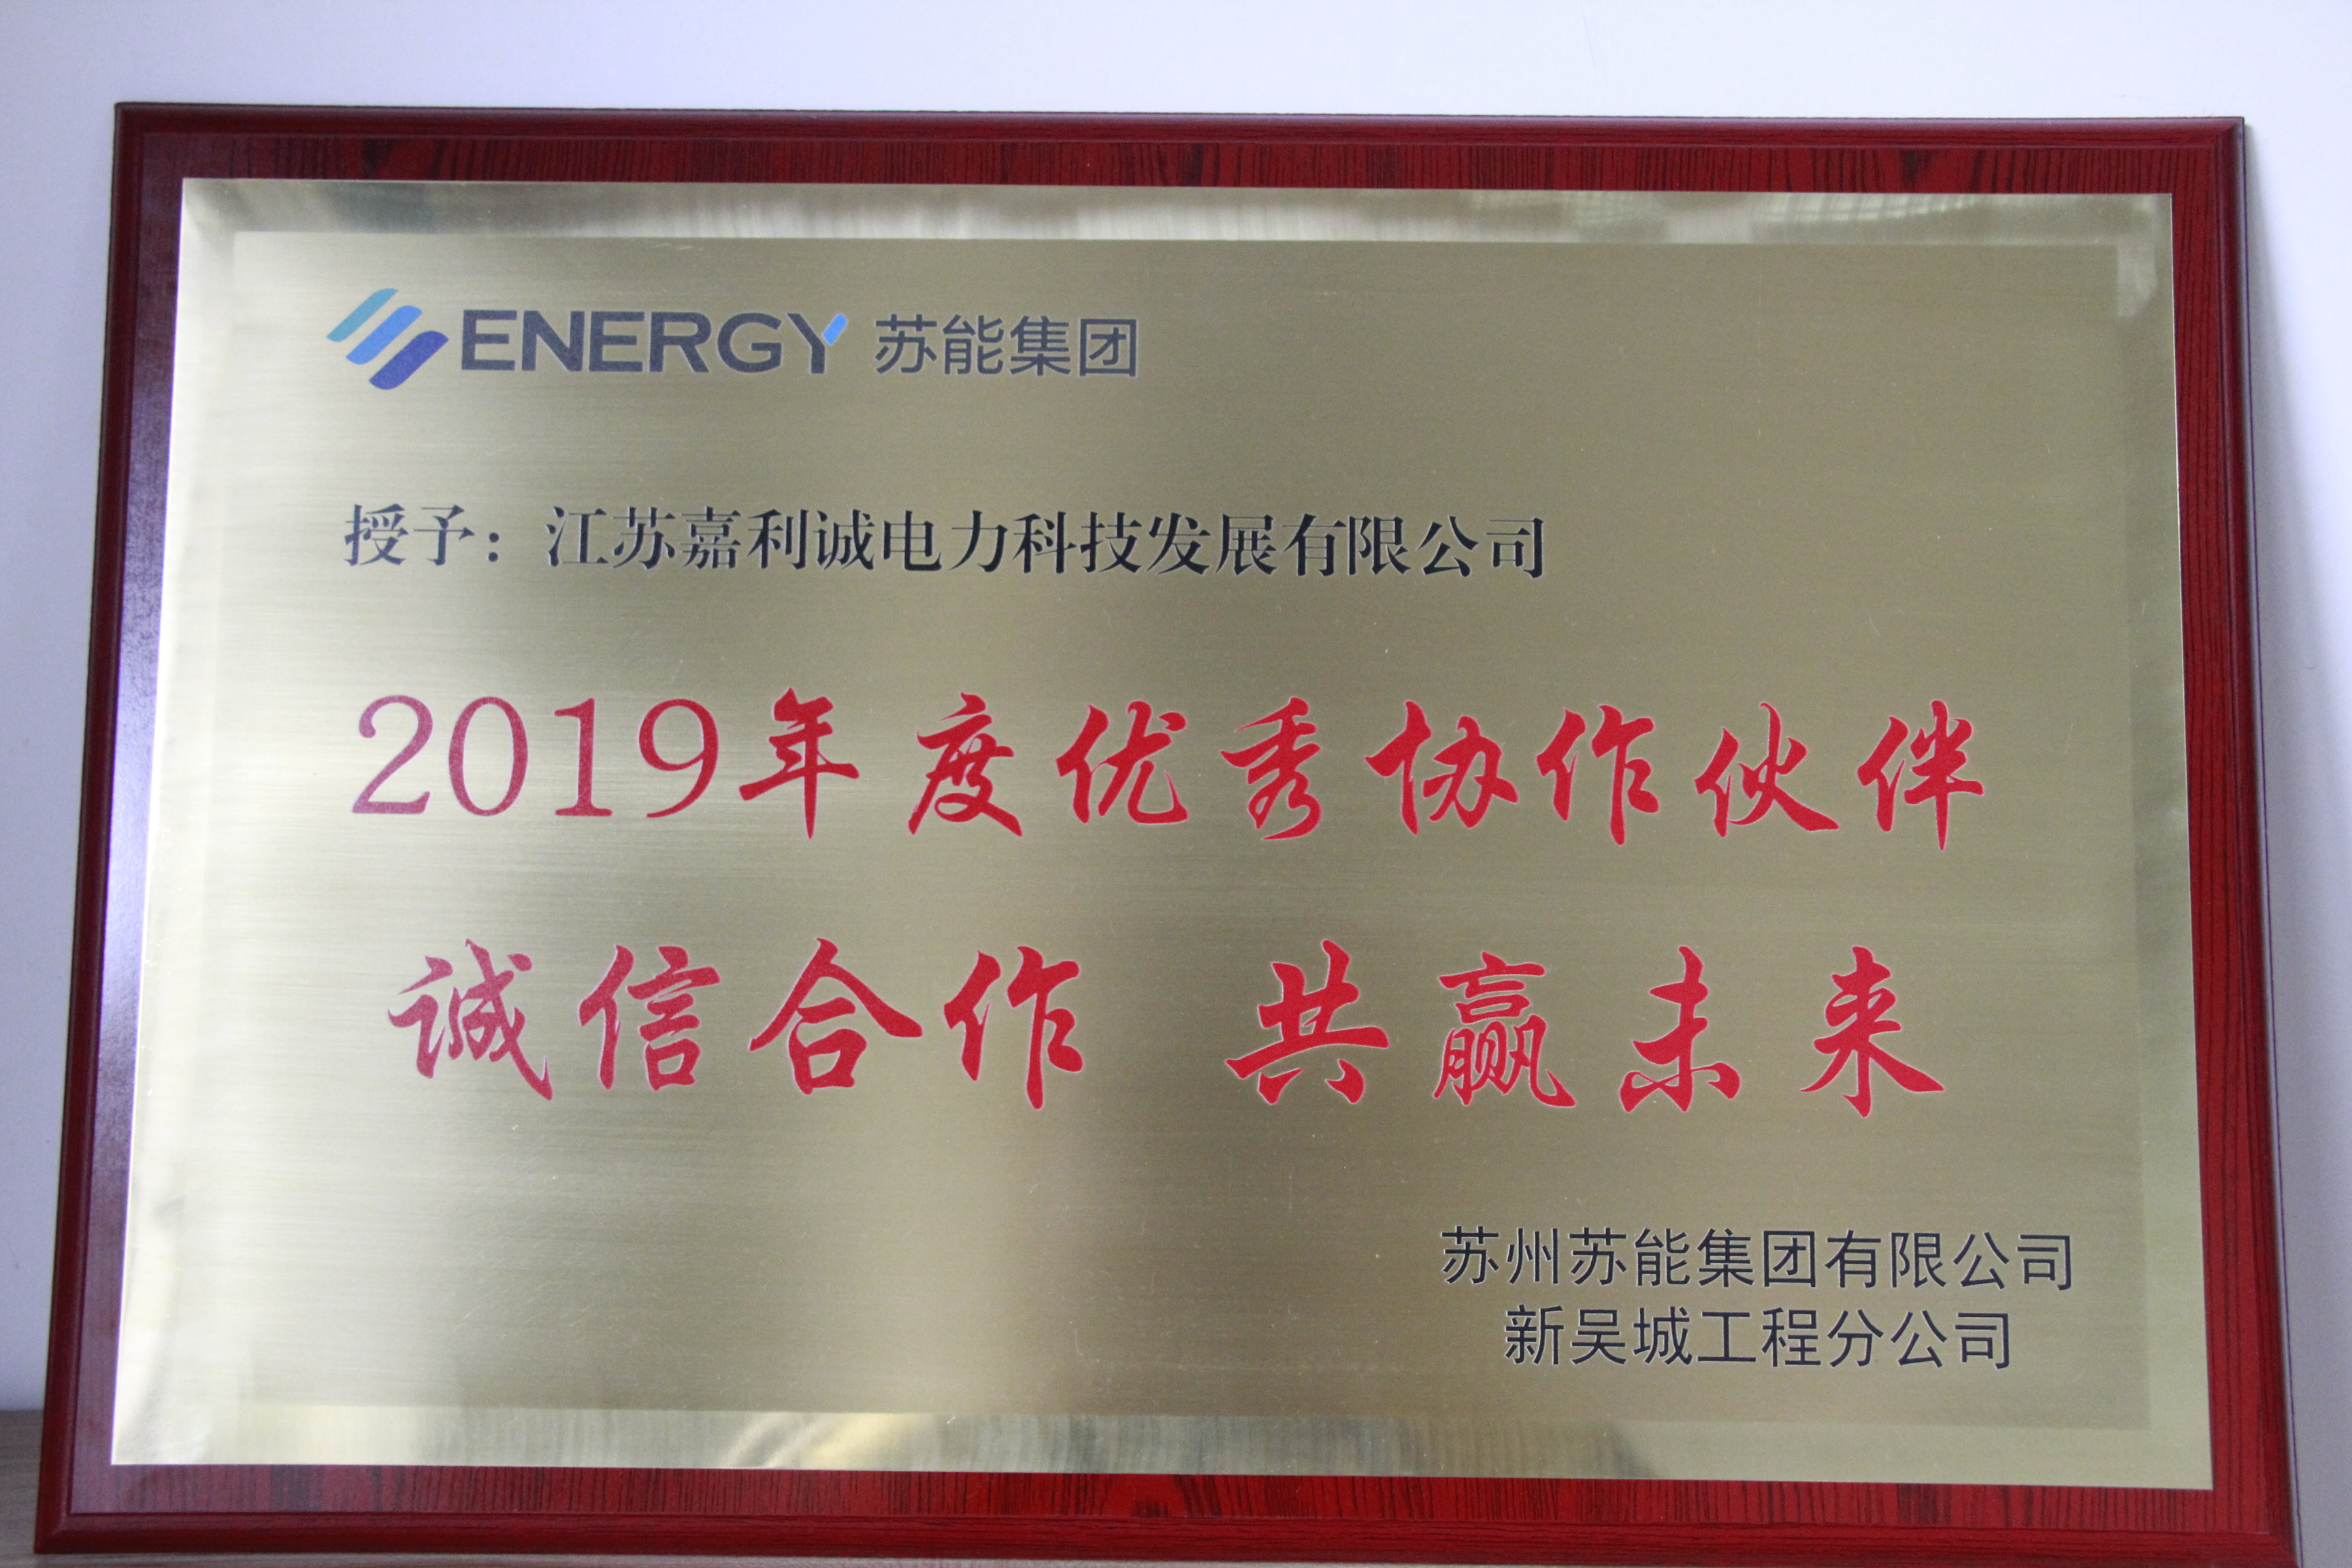 ENERGY 苏能集团
授予：江苏嘉利诚电力科技发展有限公司
2019年度优秀协作伙伴
诚信合作 共赢未来
苏州苏能集团有限公司
新吴城工程分公司